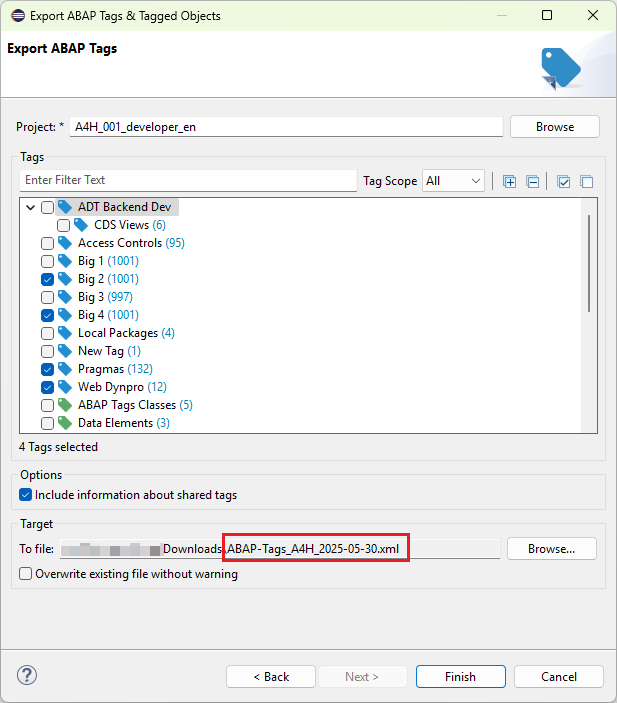 Export ABAP Tags & Tagged Objects
Export ABAP Tags
Project: * A4H_001_developer_en Browse
Tags
Enter Filter Text Tag Scope All
ADT Backend Dev
CDS Views (6)
Access Controls (95)
Big 1 (1001)
Big 2 (1001)
Big 3 (997)
Big 4 (1001)
Local Packages (4)
New Tag (1)
Pragmas (132)
Web Dynpro (12)
ABAP Tags Classes (5)
Data Elements (3)
4 Tags selected
Options
Include information about shared tags
Target
To file: Downloads\ABAP-Tags_A4H_2025-05-30.xml Browse...
Overwrite existing file without warning
? < Back Next > Finish Cancel